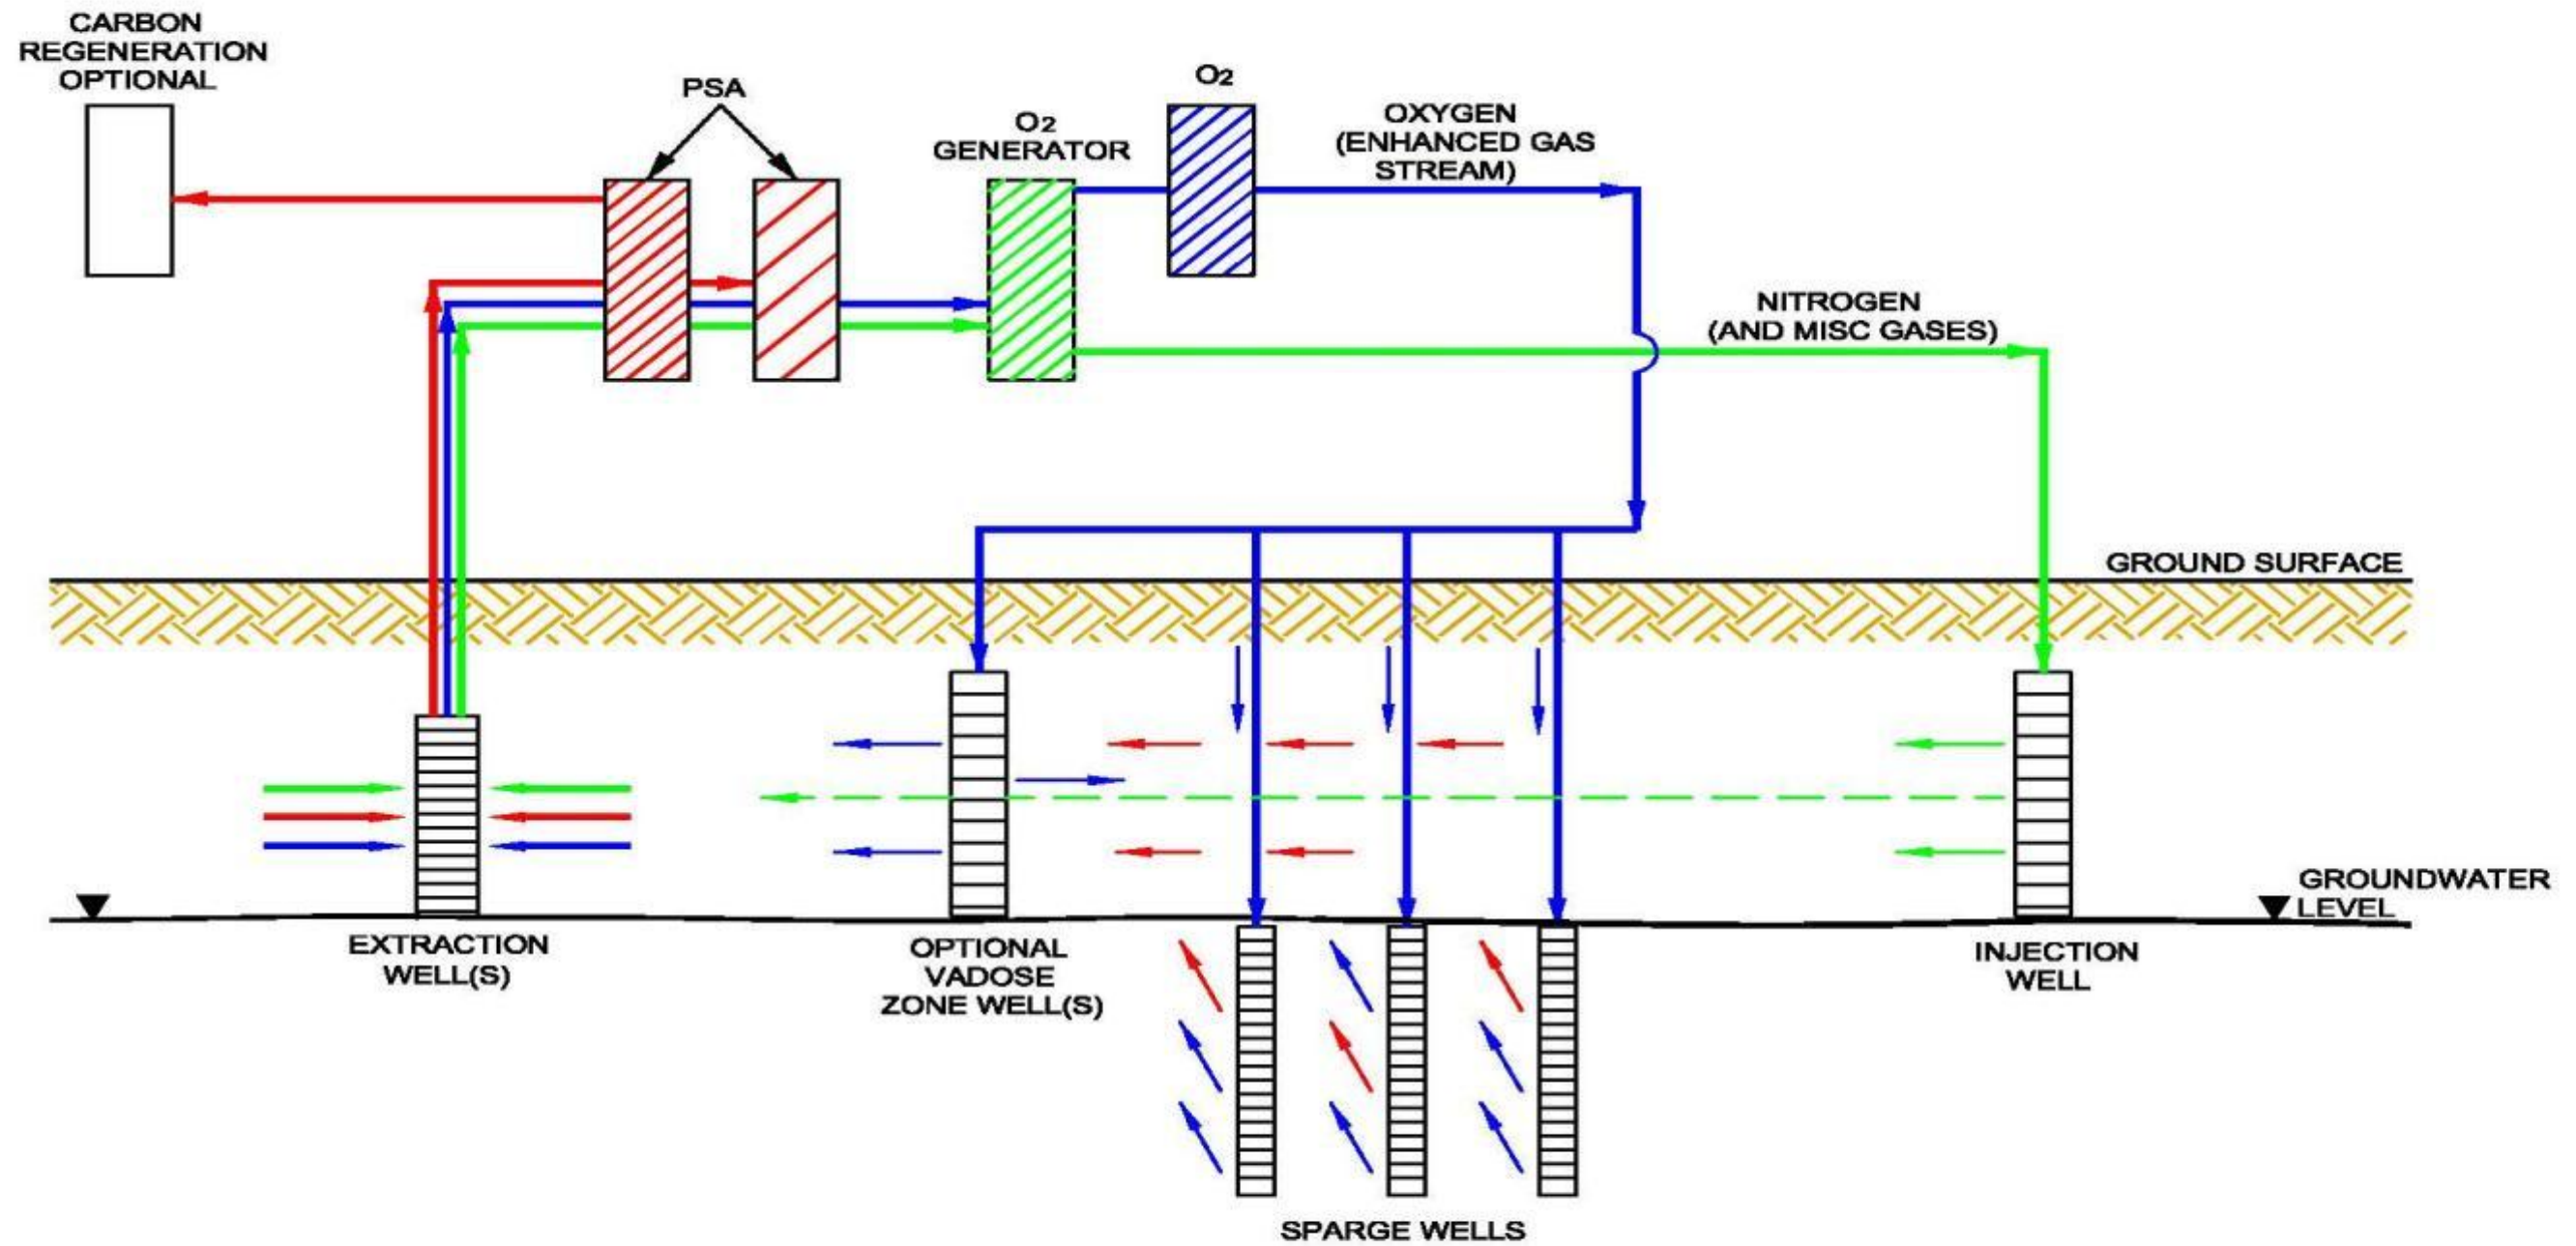 CARBON
REGENERATION
OPTIONAL
PSA
O2
GENERATOR
O2
OXYGEN
(ENHANCED GAS
STREAM)
NITROGEN
(AND MISC GASES)
GROUND SURFACE
GROUNDWATER
LEVEL
EXTRACTION
WELL(S)
OPTIONAL
VADOSE
ZONE WELL(S)
INJECTION
WELL
SPARGE WELLS